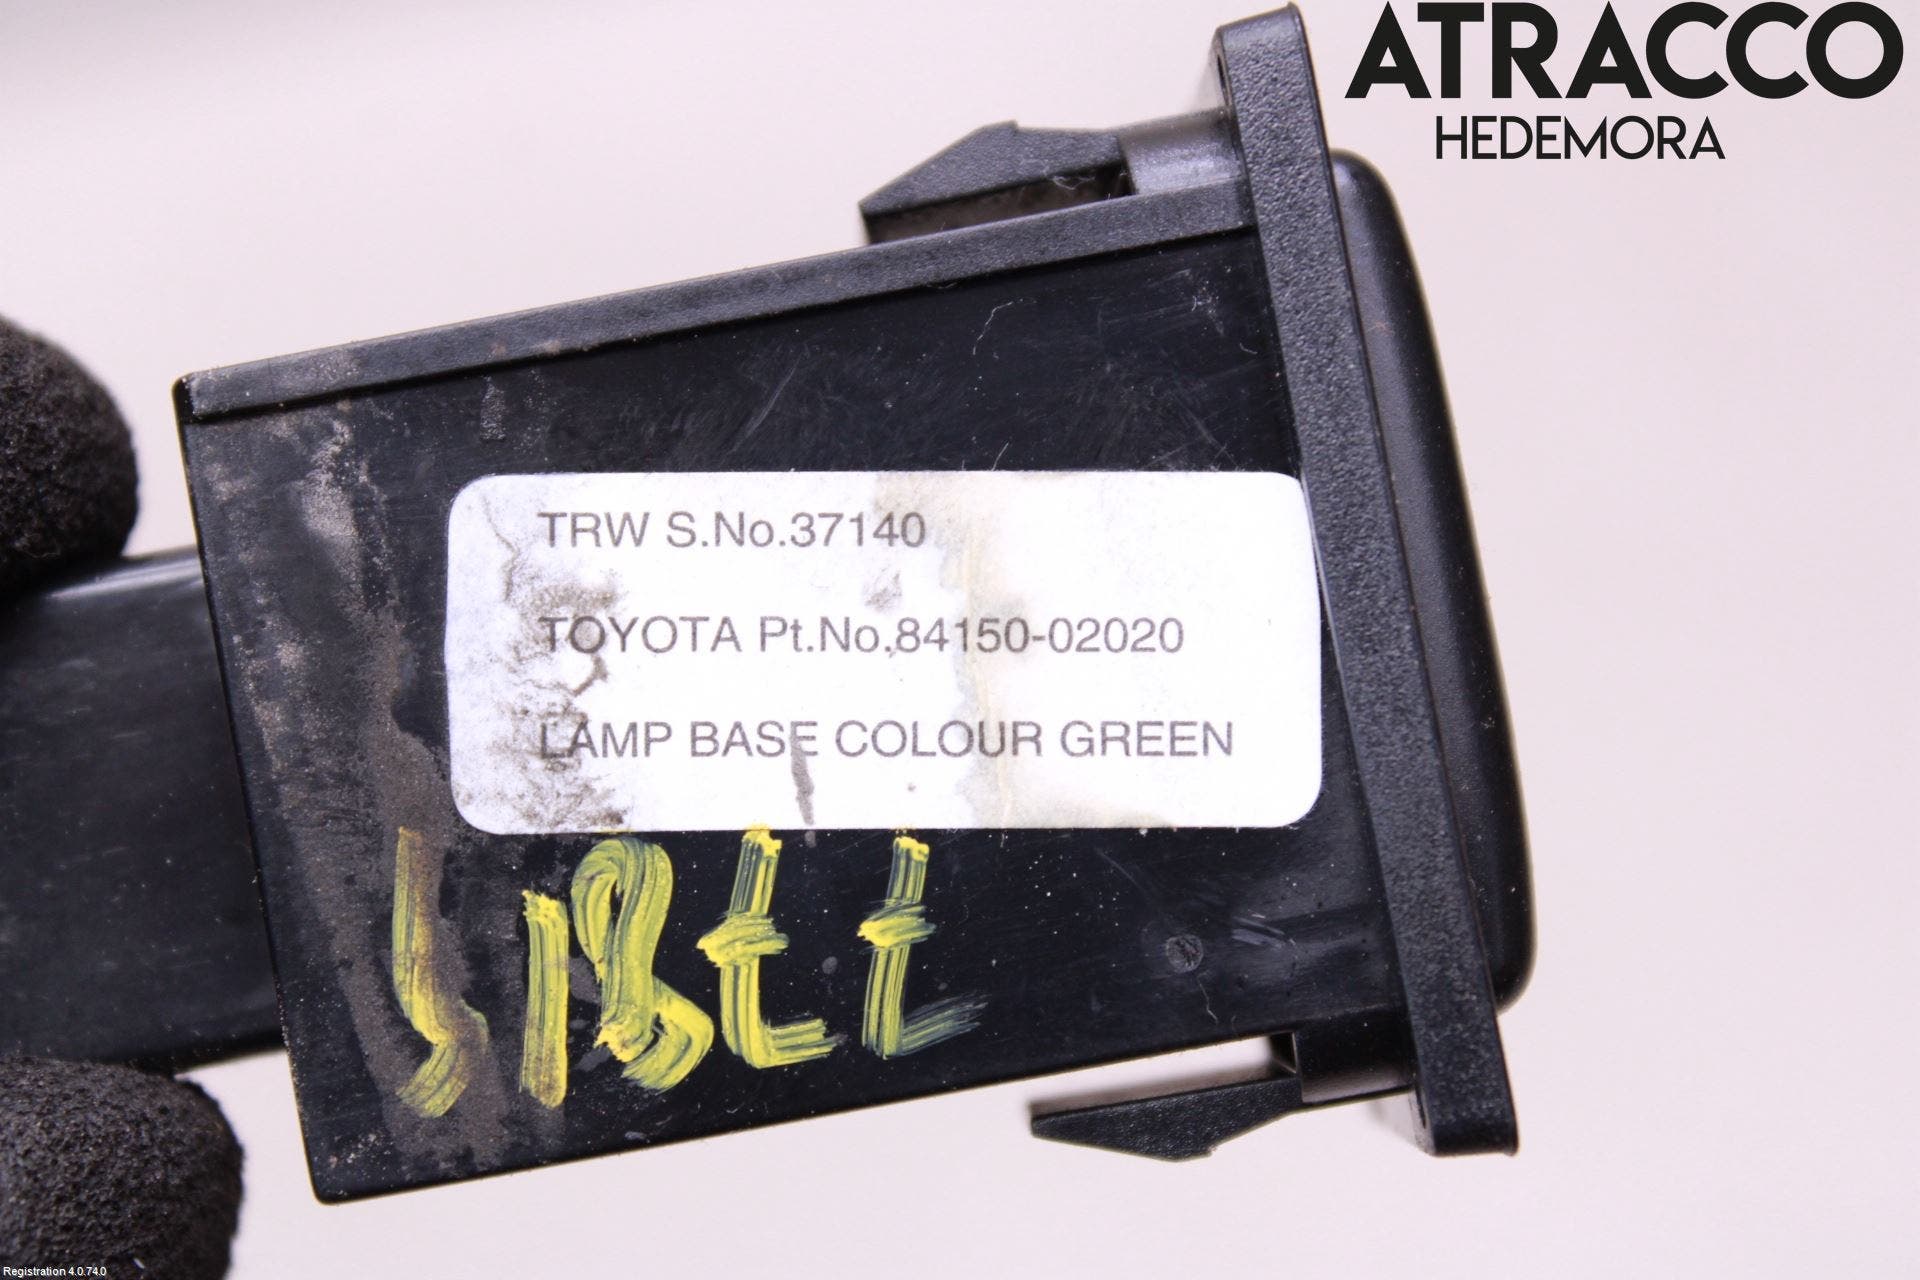 ATRACCO
HEDEMORA
TRW S.No.37140
TOYOTA Pt.No.84150-02020
LAMP BASE COLOUR GREEN
Registration 4.0.74.0